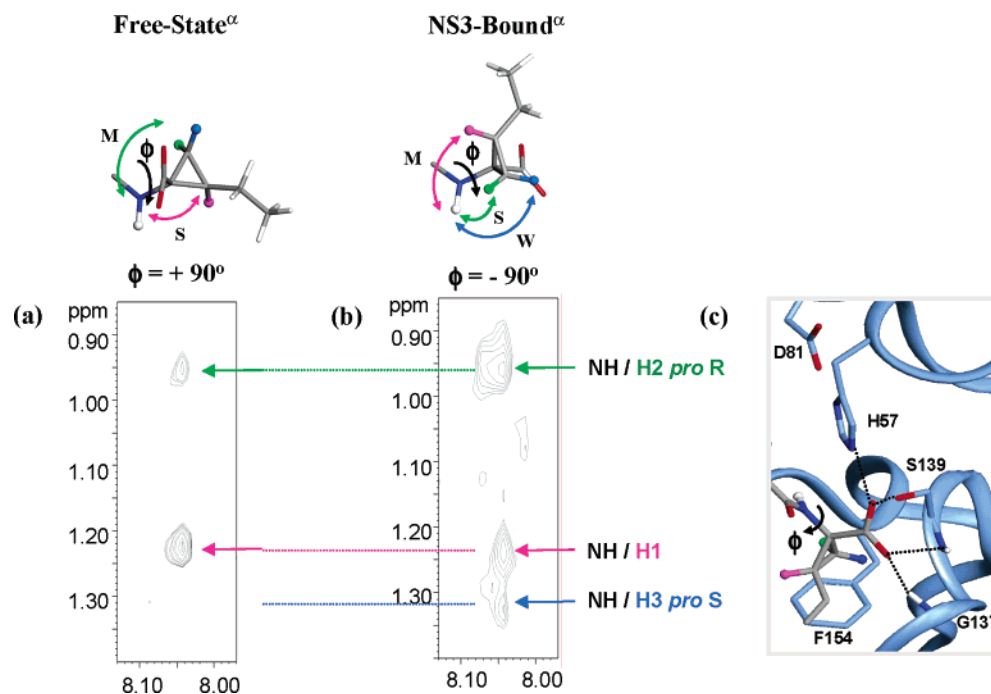 Free-State^α
NS3-Bound^α
M
ϕ
S
M
ϕ
S
W
ϕ = + 90º
ϕ = - 90º
(a)
ppm
0.90
1.00
1.10
1.20
1.30
8.10
8.00
(b)
ppm
0.90
1.00
1.10
1.20
1.30
8.10
8.00
NH / H2 pro R
NH / H1
NH / H3 pro S
(c)
D81
H57
S139
ϕ
F154
G137